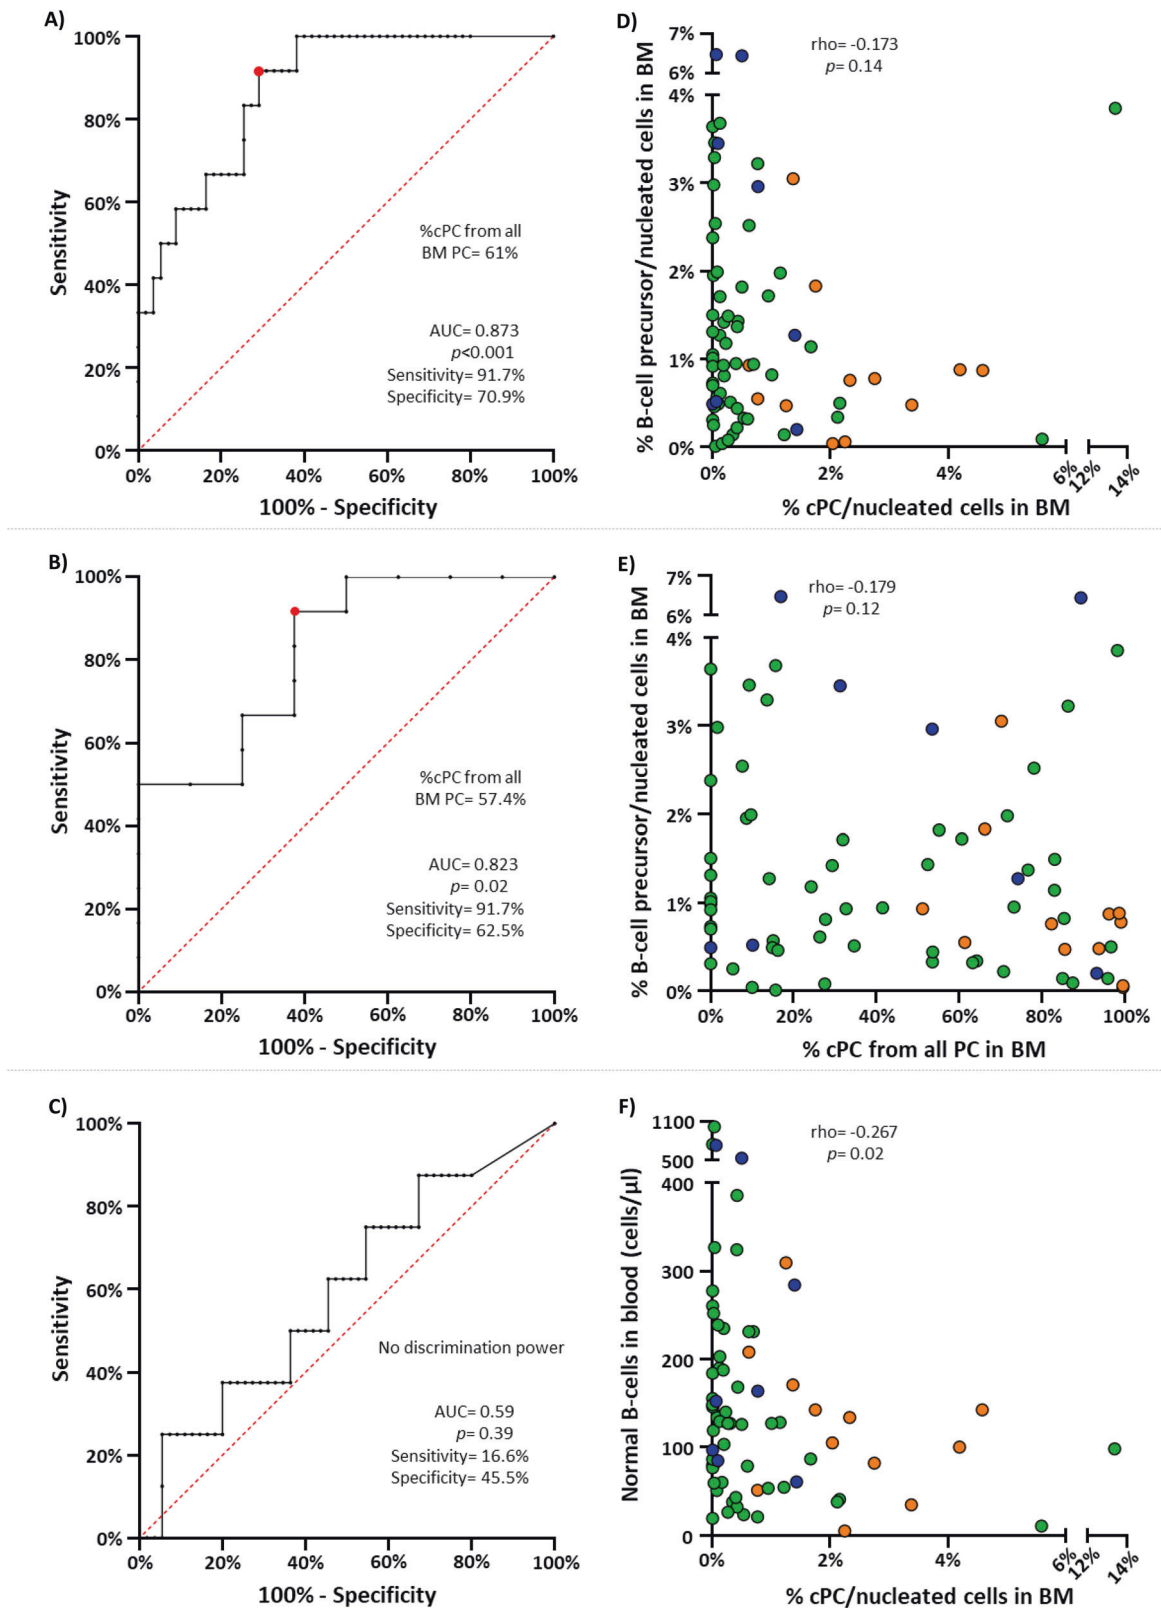 A)
100%
80%
60%
40%
20%
0%
Sensitivity
%cPC from all
BM PC= 61%
AUC= 0.873
p<0.001
Sensitivity= 91.7%
Specificity= 70.9%
0% 20% 40% 60% 80% 100%
100% - Specificity
D)
7%
6%
4%
3%
2%
1%
0%
% B-cell precursor/nucleated cells in BM
rho= -0.173
p= 0.14
0% 2% 4% 6% 12% 14%
% cPC/nucleated cells in BM
B)
100%
80%
60%
40%
20%
0%
Sensitivity
%cPC from all
BM PC= 57.4%
AUC= 0.823
p= 0.02
Sensitivity= 91.7%
Specificity= 62.5%
0% 20% 40% 60% 80% 100%
100% - Specificity
E)
7%
6%
4%
3%
2%
1%
0%
% B-cell precursor/nucleated cells in BM
rho= -0.179
p= 0.12
0% 20% 40% 60% 80% 100%
% cPC from all PC in BM
C)
100%
80%
60%
40%
20%
0%
Sensitivity
No discrimination power
AUC= 0.59
p= 0.39
Sensitivity= 16.6%
Specificity= 45.5%
0% 20% 40% 60% 80% 100%
100% - Specificity
F)
1100
500
400
300
200
100
0
Normal B-cells in blood (cells/µl)
rho= -0.267
p= 0.02
0% 2% 4% 6% 12% 14%
% cPC/nucleated cells in BM